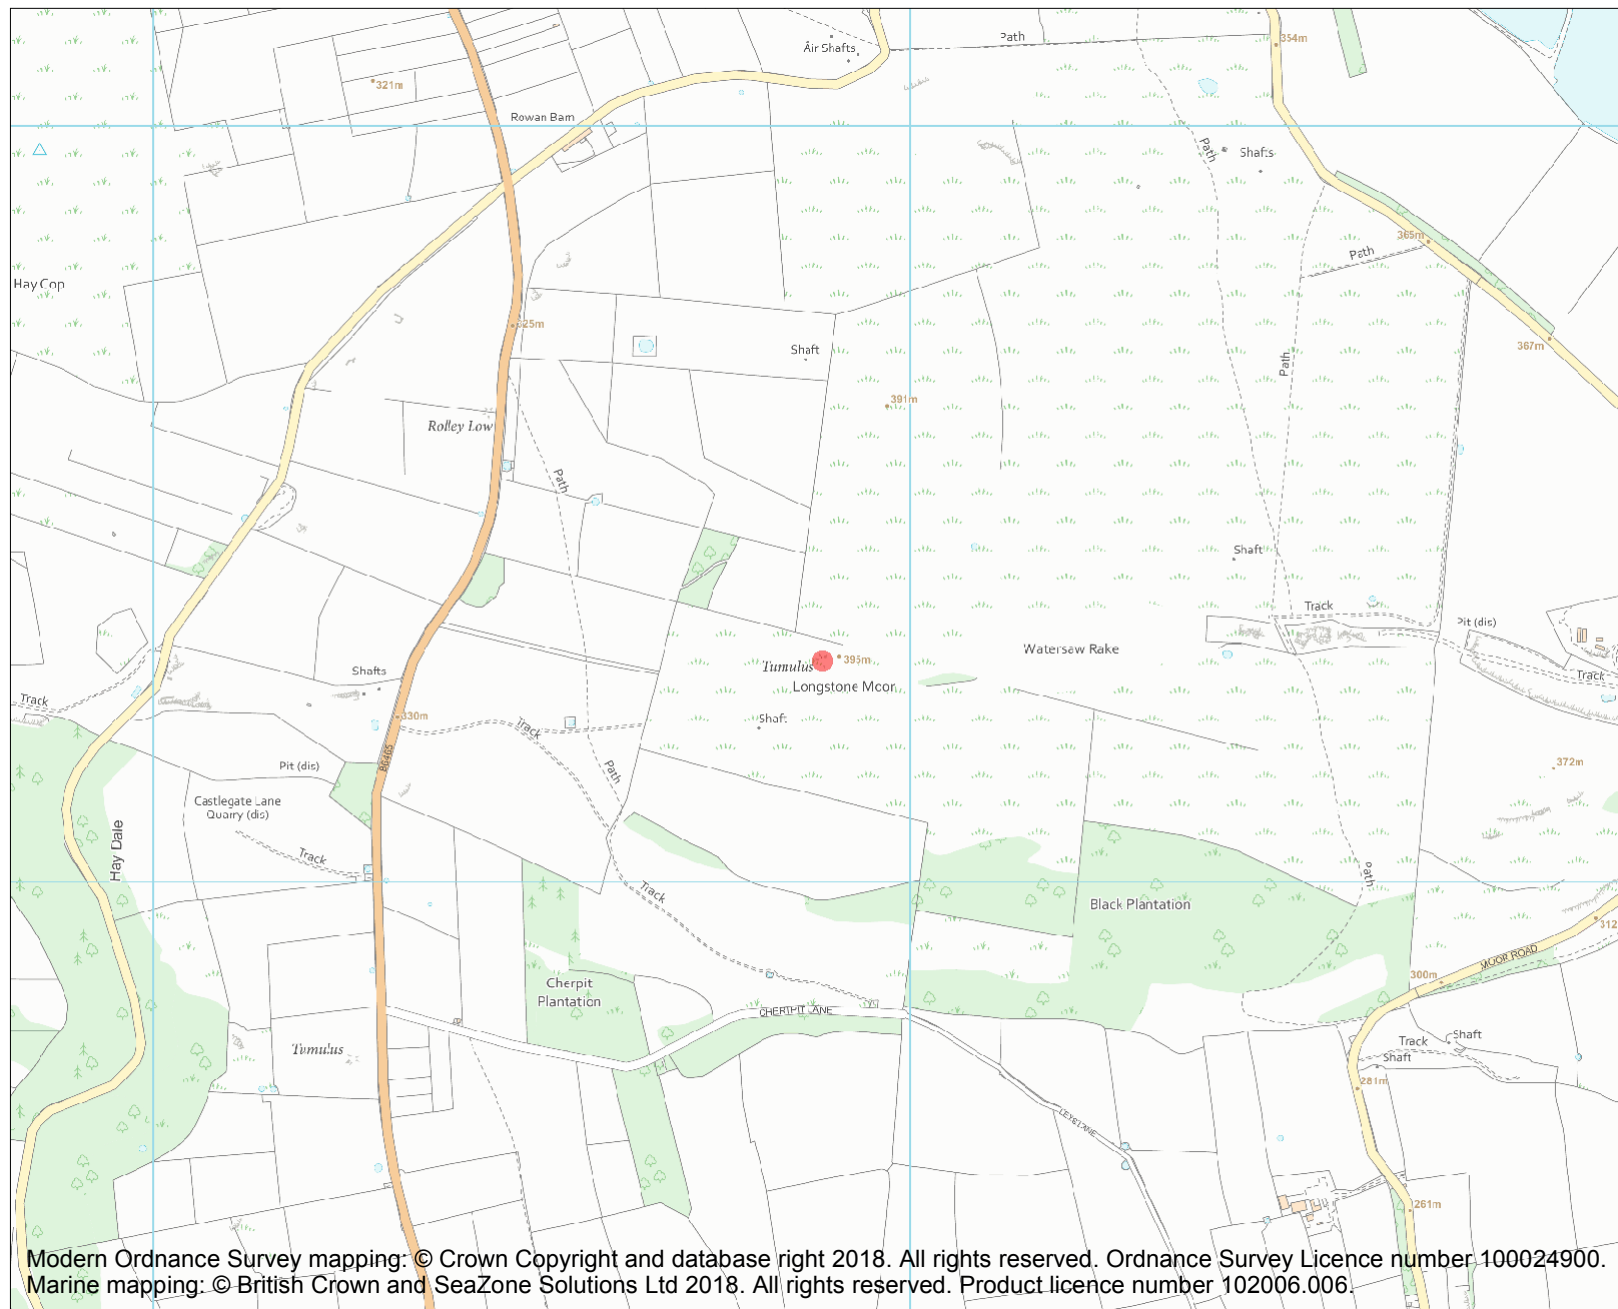 Air Shafts
Path
354m
321m
Rowan Barn
Path
Shafts
365m
Path
Hay Cop
325m
Shaft
367m
Path
391m
Rolley Low
Path
Shaft
Track
Pit (dis)
Watersaw Rake
Tumulus
395m
Longstone Moor
Shafts
Track
Track
330m
Track
Shaft
B6465
Pit (dis)
Path
372m
Castlegate Lane
Quarry (dis)
Hay Dale
Track
Track
Path
Black Plantation
312
MOOR ROAD
300m
Cherpit
Plantation
CHERTPIT LANE
Tumulus
Track
Shaft
Shaft
281m
LEYS LANE
261m
Modern Ordnance Survey mapping: © Crown Copyright and database right 2018. All rights reserved. Ordnance Survey Licence number 100024900.
Marine mapping: © British Crown and SeaZone Solutions Ltd 2018. All rights reserved. Product licence number 102006.006.